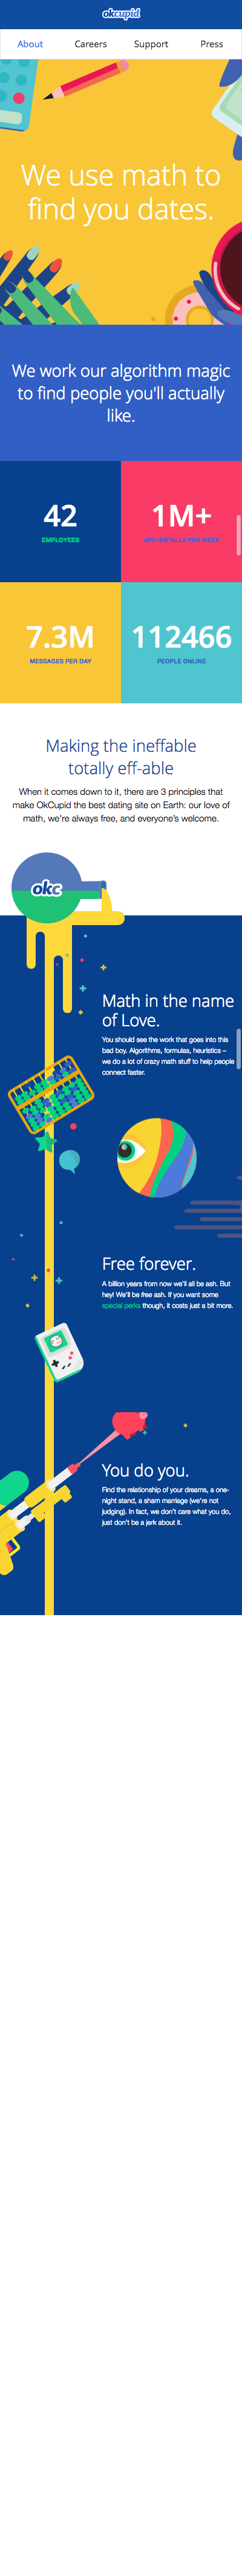 okcupid
About Careers Support Press
We use math to
find you dates.
We work our algorithm magic
to find people you'll actually
like.
42
EMPLOYEES
1M+
APP INSTALLS PER WEEK
7.3M
MESSAGES PER DAY
112466
PEOPLE ONLINE
Making the ineffable
totally eff-able
When it comes down to it, there are 3 principles that
make OkCupid the best dating site on Earth: our love of
math, we're always free, and everyone's welcome.
okc
Math in the name
of Love.
You should see the work that goes into this
bad boy. Algorithms, formulas, heuristics –
we do a lot of crazy math stuff to help people
connect faster.
Free forever.
A billion years from now we'll all be ash. But
hey! We'll be free ash. If you want some
special perks though, it costs just a bit more.
You do you.
Find the relationship of your dreams, a one-
night stand, a sham marriage (we're not
judging). In fact, we don't care what you do,
just don't be a jerk about it.